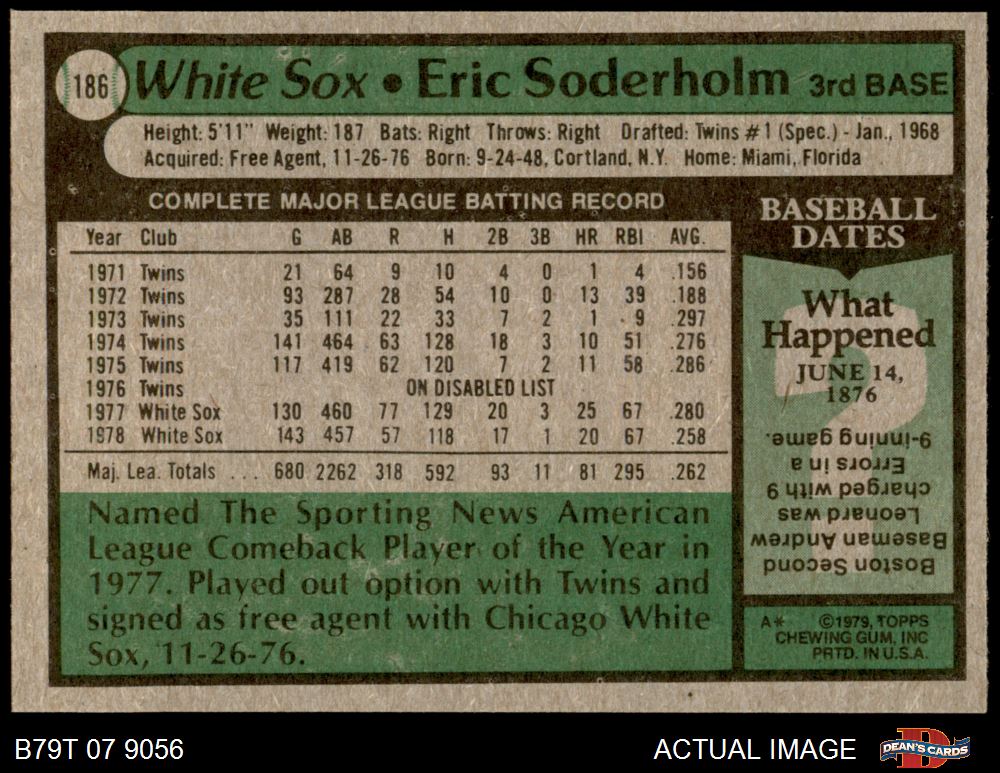 186 White Sox • Eric Soderholm 3rd BASE
Height: 5'11" Weight: 187 Bats: Right Throws: Right Drafted: Twins #1 (Spec.) - Jan., 1968
Acquired: Free Agent, 11-26-76 Born: 9-24-48, Cortland, N.Y. Home: Miami, Florida
COMPLETE MAJOR LEAGUE BATTING RECORD
Year Club G AB R H 2B 3B HR RBI AVG.
1971 Twins 21 64 9 10 4 0 1 4 .156
1972 Twins 93 287 28 54 10 0 13 39 .188
1973 Twins 35 111 22 33 7 2 1 9 .297
1974 Twins 141 464 63 128 18 3 10 51 .276
1975 Twins 117 419 62 120 7 2 11 58 .286
1976 Twins ON DISABLED LIST
1977 White Sox 130 460 77 129 20 3 25 67 .280
1978 White Sox 143 457 57 118 17 1 20 67 .258
Maj. Lea. Totals ... 680 2262 318 592 93 11 81 295 .262
Named The Sporting News American
League Comeback Player of the Year in
1977. Played out option with Twins and
signed as free agent with Chicago White
Sox, 11-26-76.
BASEBALL
DATES
What
Happened
JUNE 14,
1876
Boston Second
Baseman Andrew
Leonard was
charged with 9
Errors in a
9-inning game.
A* ©1979, TOPPS
CHEWING GUM, INC
PRTD. IN U.S.A.
B79T 07 9056
ACTUAL IMAGE
DEAN'S CARDS